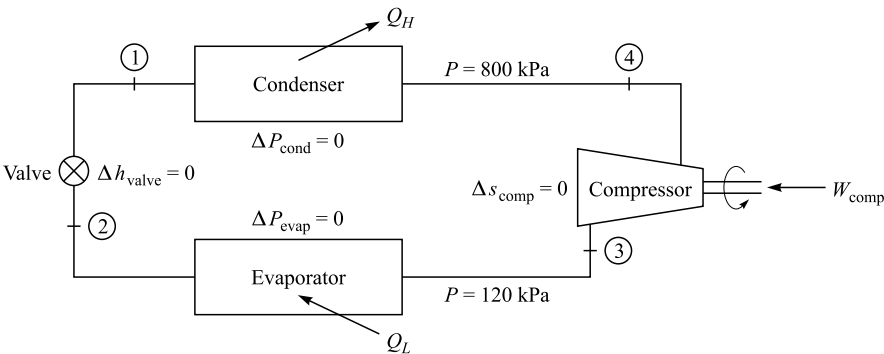 Q_H
1
4
Condenser
P = 800 kPa
ΔP_cond = 0
Valve
Δh_valve = 0
Δs_comp = 0
Compressor
W_comp
2
ΔP_evap = 0
3
Evaporator
P = 120 kPa
Q_L